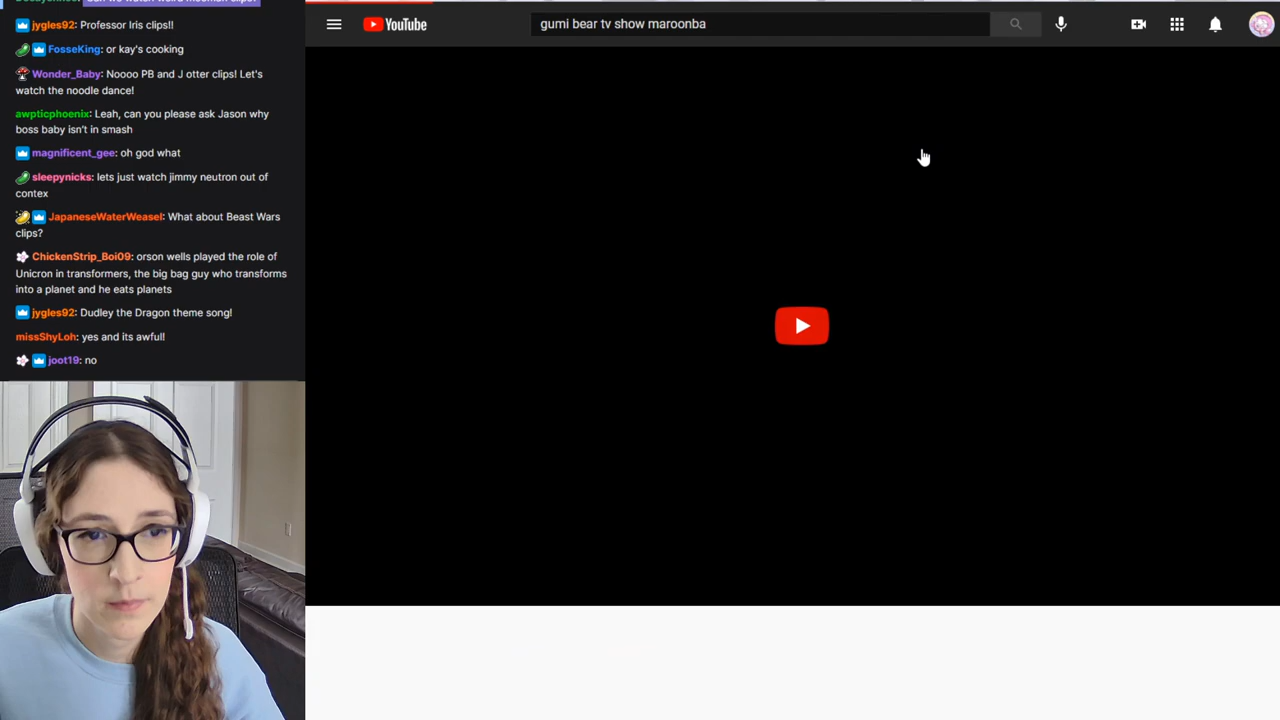 jygles92: Professor Iris clips!!
FosseKing: or kay's cooking
Wonder_Baby: Noooo PB and J otter clips! Let's
watch the noodle dance!
awpticphoenix: Leah, can you please ask Jason why
boss baby isn't in smash
magnificent_gee: oh god what
sleepynicks: lets just watch jimmy neutron out of
contex
JapaneseWaterWeasel: What about Beast Wars
clips?
ChickenStrip_Boi09: orson wells played the role of
Unicron in transformers, the big bag guy who transforms
into a planet and he eats planets
jygles92: Dudley the Dragon theme song!
missShyLoh: yes and its awful!
joot19: no
YouTube
gumi bear tv show maroonba